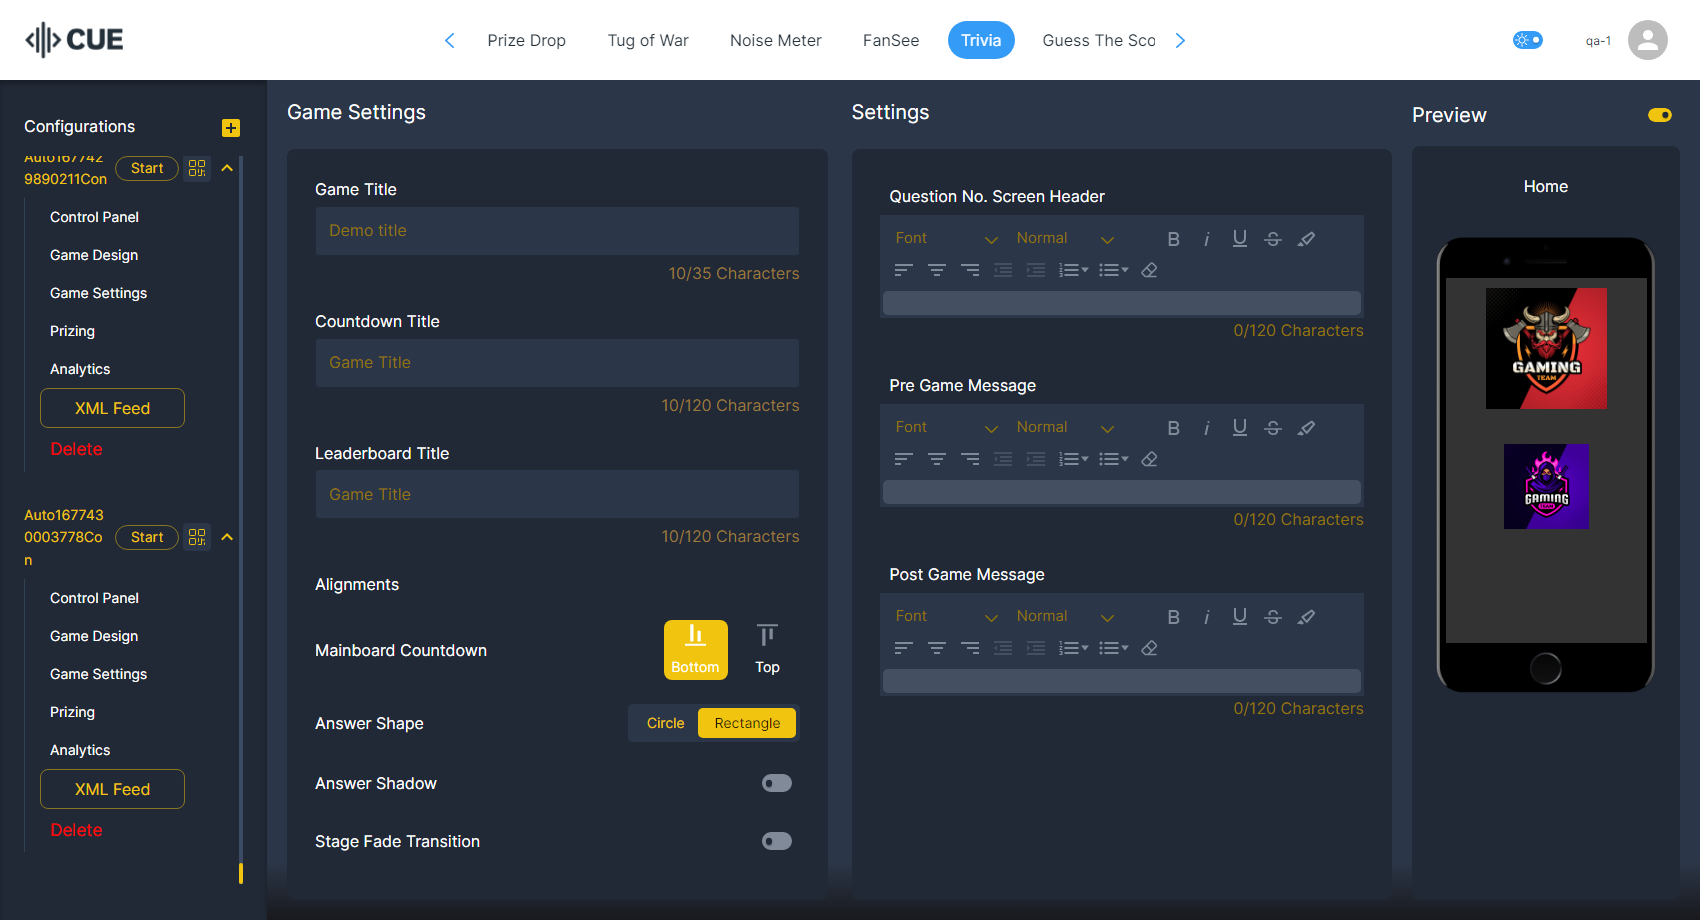 CUE
Prize Drop
Tug of War
Noise Meter
FanSee
Trivia
Guess The Sco
qa-1
Configurations
Auto167742
9890211Con
Start
Control Panel
Game Design
Game Settings
Prizing
Analytics
XML Feed
Delete
Auto167743
0003778Co
n
Start
Control Panel
Game Design
Game Settings
Prizing
Analytics
XML Feed
Delete
Game Settings
Game Title
Demo title
10/35 Characters
Countdown Title
Game Title
10/120 Characters
Leaderboard Title
Game Title
10/120 Characters
Alignments
Mainboard Countdown
Bottom
Top
Answer Shape
Circle
Rectangle
Answer Shadow
Stage Fade Transition
Settings
Question No. Screen Header
Font
Normal
B
i
U
S
0/120 Characters
Pre Game Message
Font
Normal
B
i
U
S
0/120 Characters
Post Game Message
Font
Normal
B
i
U
S
0/120 Characters
Preview
Home
GAMING
TEAM
GAMING
TEAM